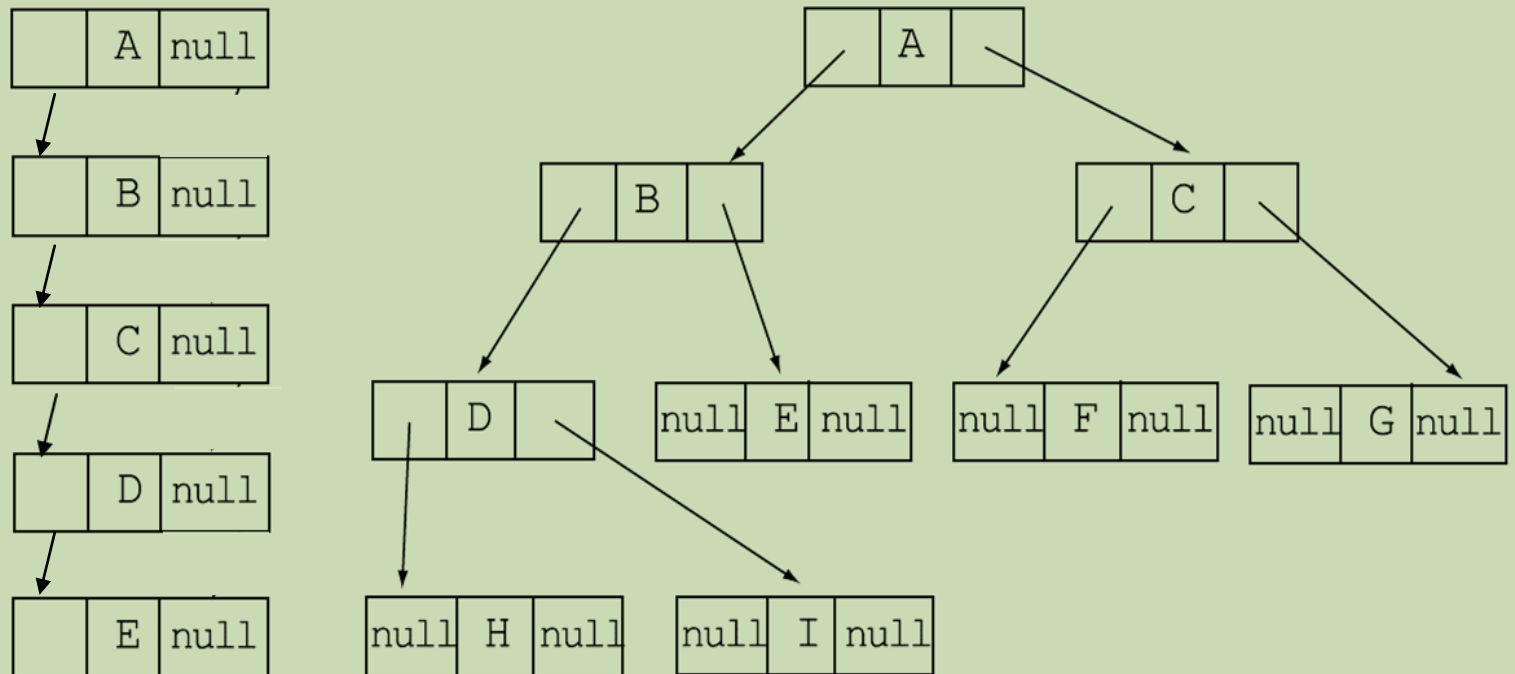 A null
B null
C null
D null
E null
A
B
C
D
null E null
null F null
null G null
null H null
null I null